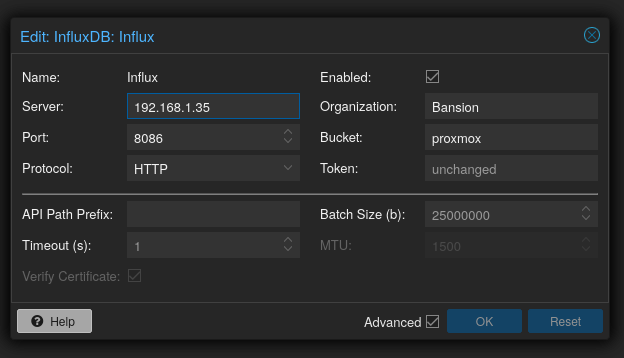 Edit: InfluxDB: Influx
Name: Influx Enabled:
Server: 192.168.1.35 Organization: Bansion
Port: 8086 Bucket: proxmox
Protocol: HTTP Token: unchanged
API Path Prefix: Batch Size (b): 25000000
Timeout (s): 1 MTU: 1500
Verify Certificate:
Help Advanced OK Reset